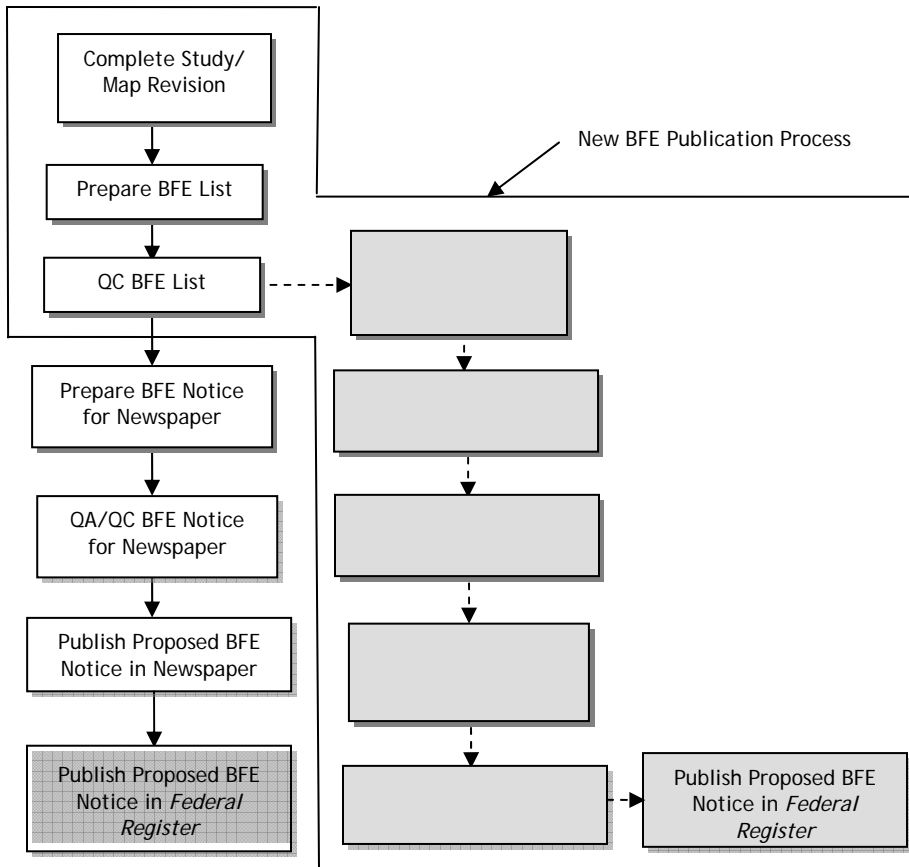 Complete Study/
Map Revision
New BFE Publication Process
Prepare BFE List
QC BFE List
Prepare BFE Notice
for Newspaper
QA/QC BFE Notice
for Newspaper
Publish Proposed BFE
Notice in Newspaper
Publish Proposed BFE
Notice in Federal
Register
Publish Proposed BFE
Notice in Federal
Register